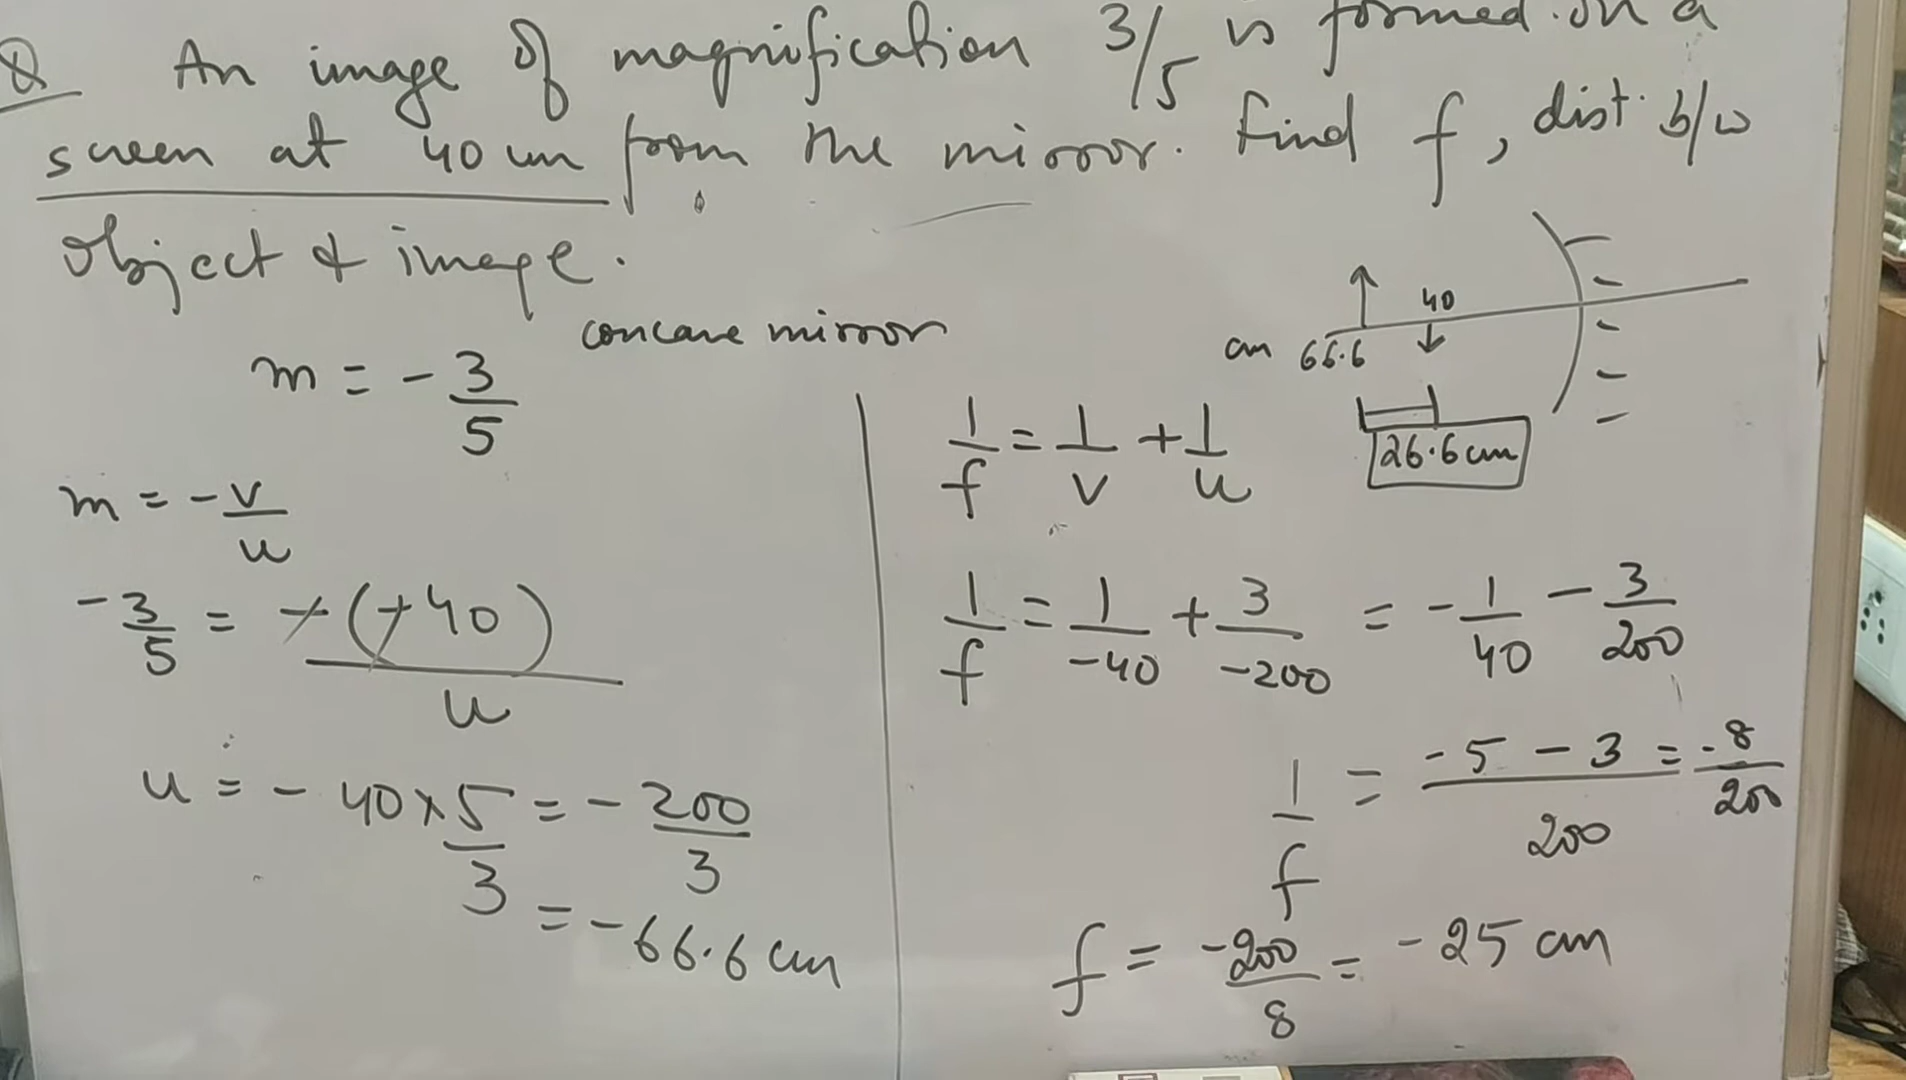 Q An image of magnification 3/5 is formed on a
screen at 40 cm from the mirror. Find f, dist. b/w
object & image.
concave mirror
m = -3/5
m = -v/u
-3/5 = -(-40)/u
u = -40×5/3 = -200/3
= -66.6 cm
40
cm 66.6
26.6 cm
1/f = 1/v + 1/u
1/f = 1/-40 + 3/-200 = -1/40 - 3/200
1/f = -5-3/200 = -8/200
f = -200/8 = -25 cm